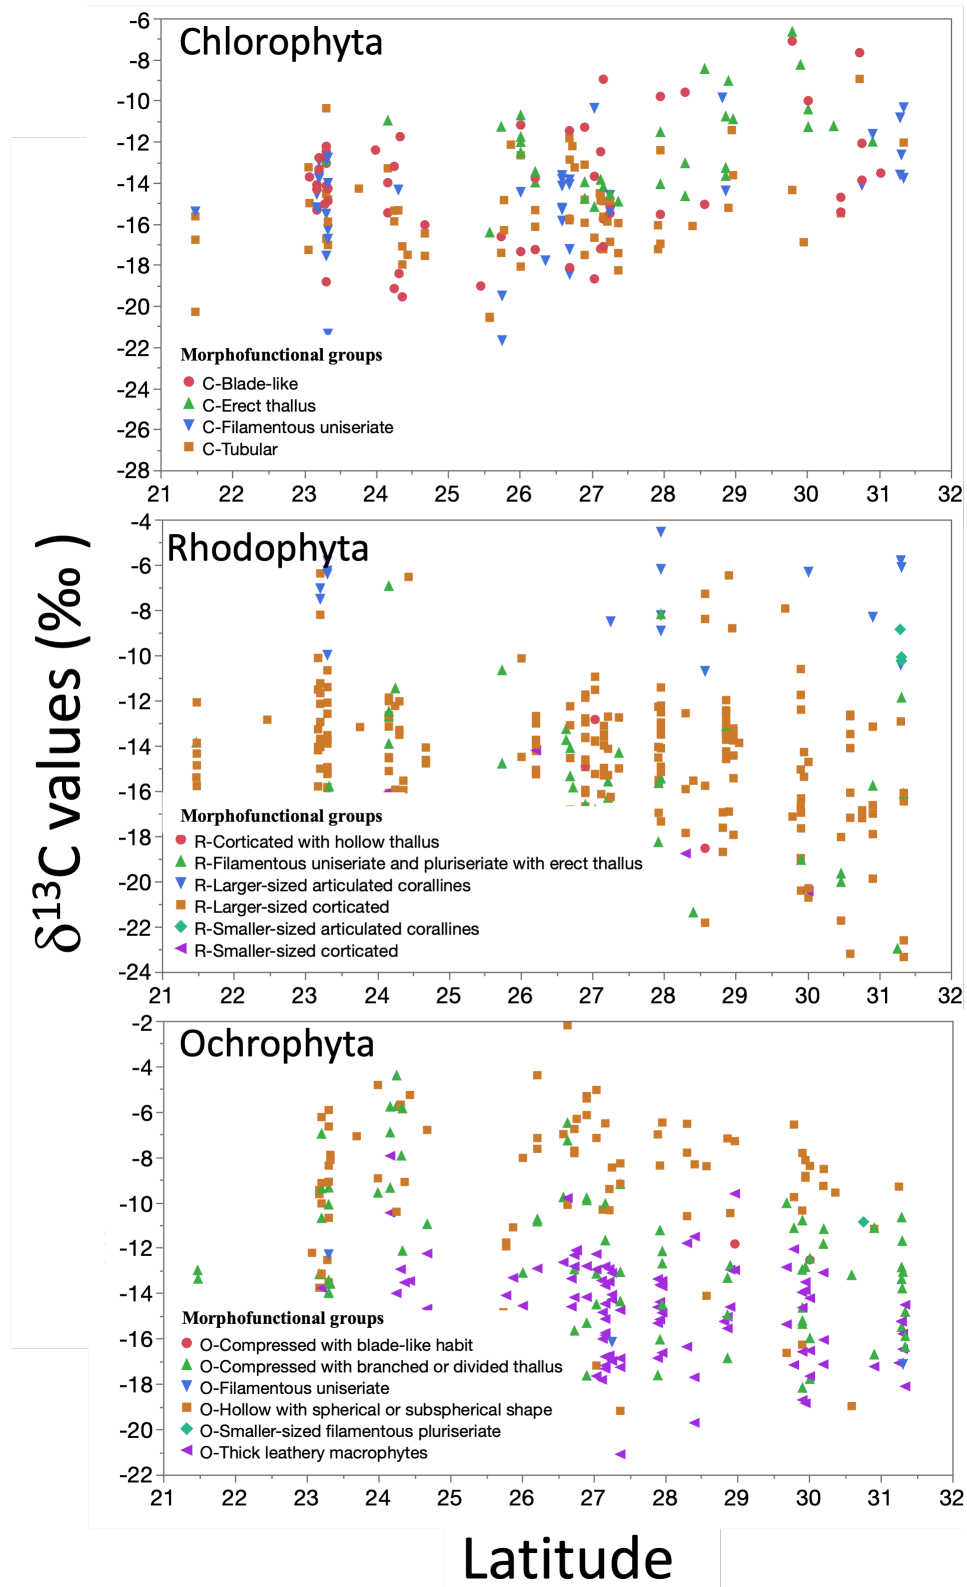 Chlorophyta
-6
-8
-10
-12
-14
-16
-18
-20
-22
-24
-26
-28
Morphofunctional groups
C-Blade-like
C-Erect thallus
C-Filamentous uniseriate
C-Tubular
21 22 23 24 25 26 27 28 29 30 31 32
Rhodophyta
-4
-6
-8
-10
-12
-14
-16
-18
-20
-22
-24
Morphofunctional groups
R-Corticated with hollow thallus
R-Filamentous uniseriate and pluriseriate with erect thallus
R-Larger-sized articulated corallines
R-Larger-sized corticated
R-Smaller-sized articulated corallines
R-Smaller-sized corticated
21 22 23 24 25 26 27 28 29 30 31 32
δ13C values (‰ )
Ochrophyta
-2
-4
-6
-8
-10
-12
-14
-16
-18
-20
-22
Morphofunctional groups
O-Compressed with blade-like habit
O-Compressed with branched or divided thallus
O-Filamentous uniseriate
O-Hollow with spherical or subspherical shape
O-Smaller-sized filamentous pluriseriate
O-Thick leathery macrophytes
21 22 23 24 25 26 27 28 29 30 31 32
Latitude